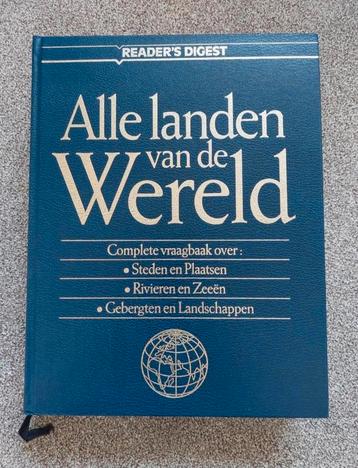 READER'S DIGEST
Alle landen
van de
Wereld
Complete vraagbaak over:
• Steden en Plaatsen
• Rivieren en Zeeën
• Gebergten en Landschappen